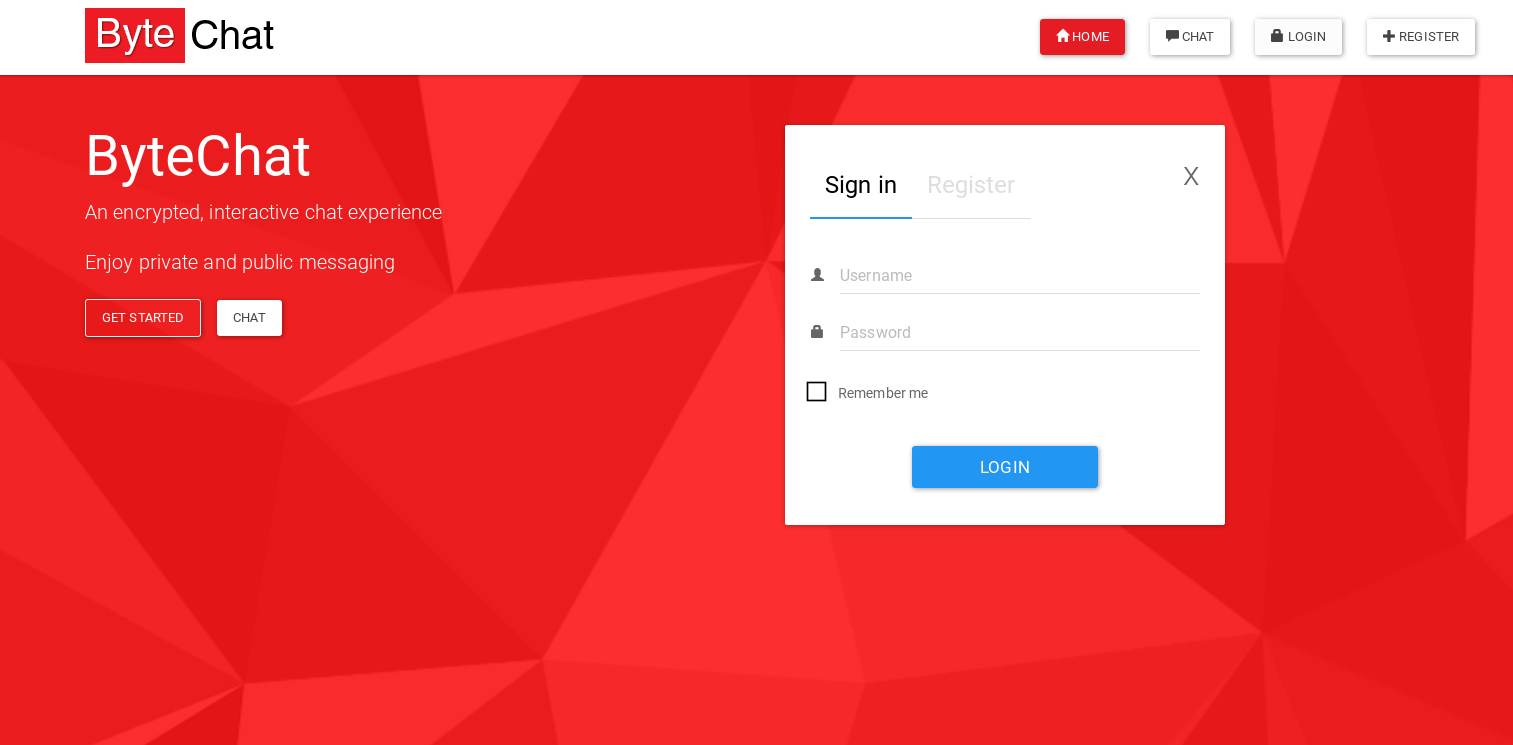 Byte Chat
HOME
CHAT
LOGIN
REGISTER
ByteChat
An encrypted, interactive chat experience
Enjoy private and public messaging
GET STARTED
CHAT
Sign in
Register
X
Username
Password
Remember me
LOGIN